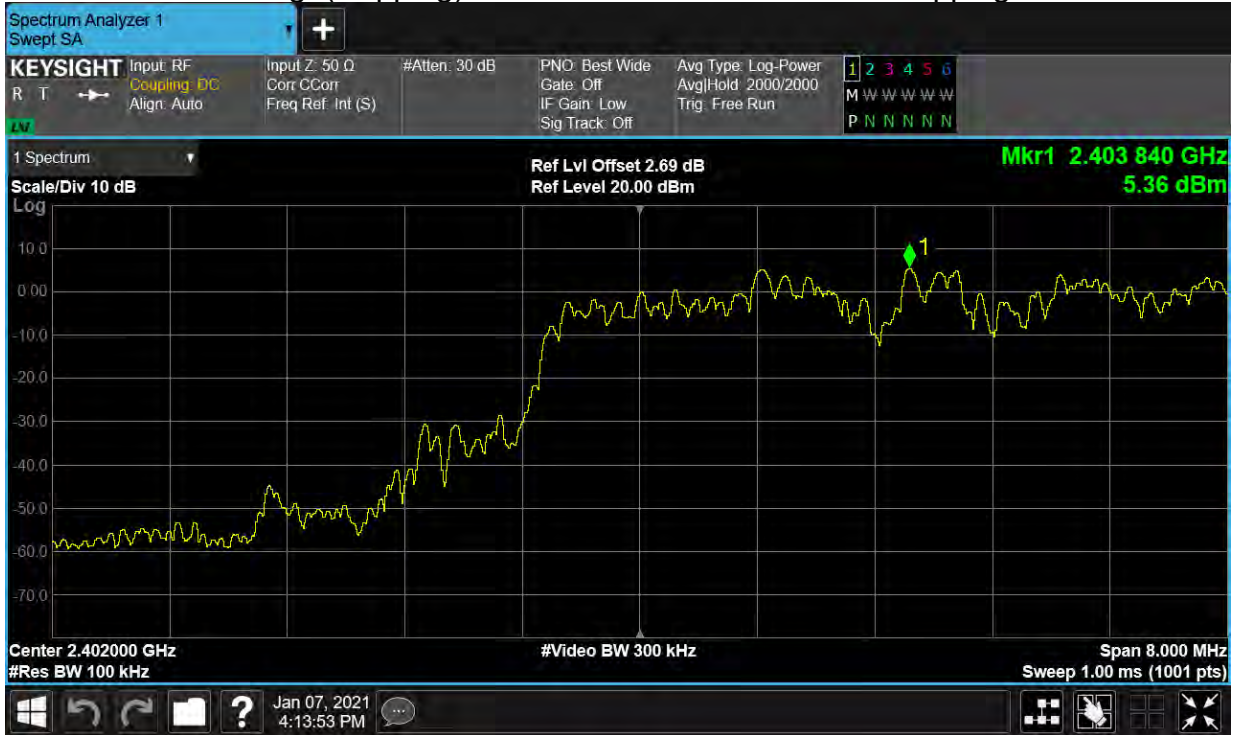 Spectrum Analyzer 1
Swept SA
KEYSIGHT
R T
LXI
Input: RF
Coupling: DC
Align: Auto
Input Z: 50 Ω
Corr CCorr
Freq Ref: Int (S)
#Atten: 30 dB
PNO: Best Wide
Gate: Off
IF Gain: Low
Sig Track: Off
Avg Type: Log-Power
Avg|Hold: 2000/2000
Trig: Free Run
1 2 3 4 5 6
M W W W W W
P N N N N N
1 Spectrum
Scale/Div 10 dB
Log
Ref Lvl Offset 2.69 dB
Ref Level 20.00 dBm
Mkr1 2.403 840 GHz
5.36 dBm
1
10.0
0.00
-10.0
-20.0
-30.0
-40.0
-50.0
-60.0
-70.0
Center 2.402000 GHz
#Res BW 100 kHz
#Video BW 300 kHz
Span 8.000 MHz
Sweep 1.00 ms (1001 pts)
?
Jan 07, 2021
4:13:53 PM